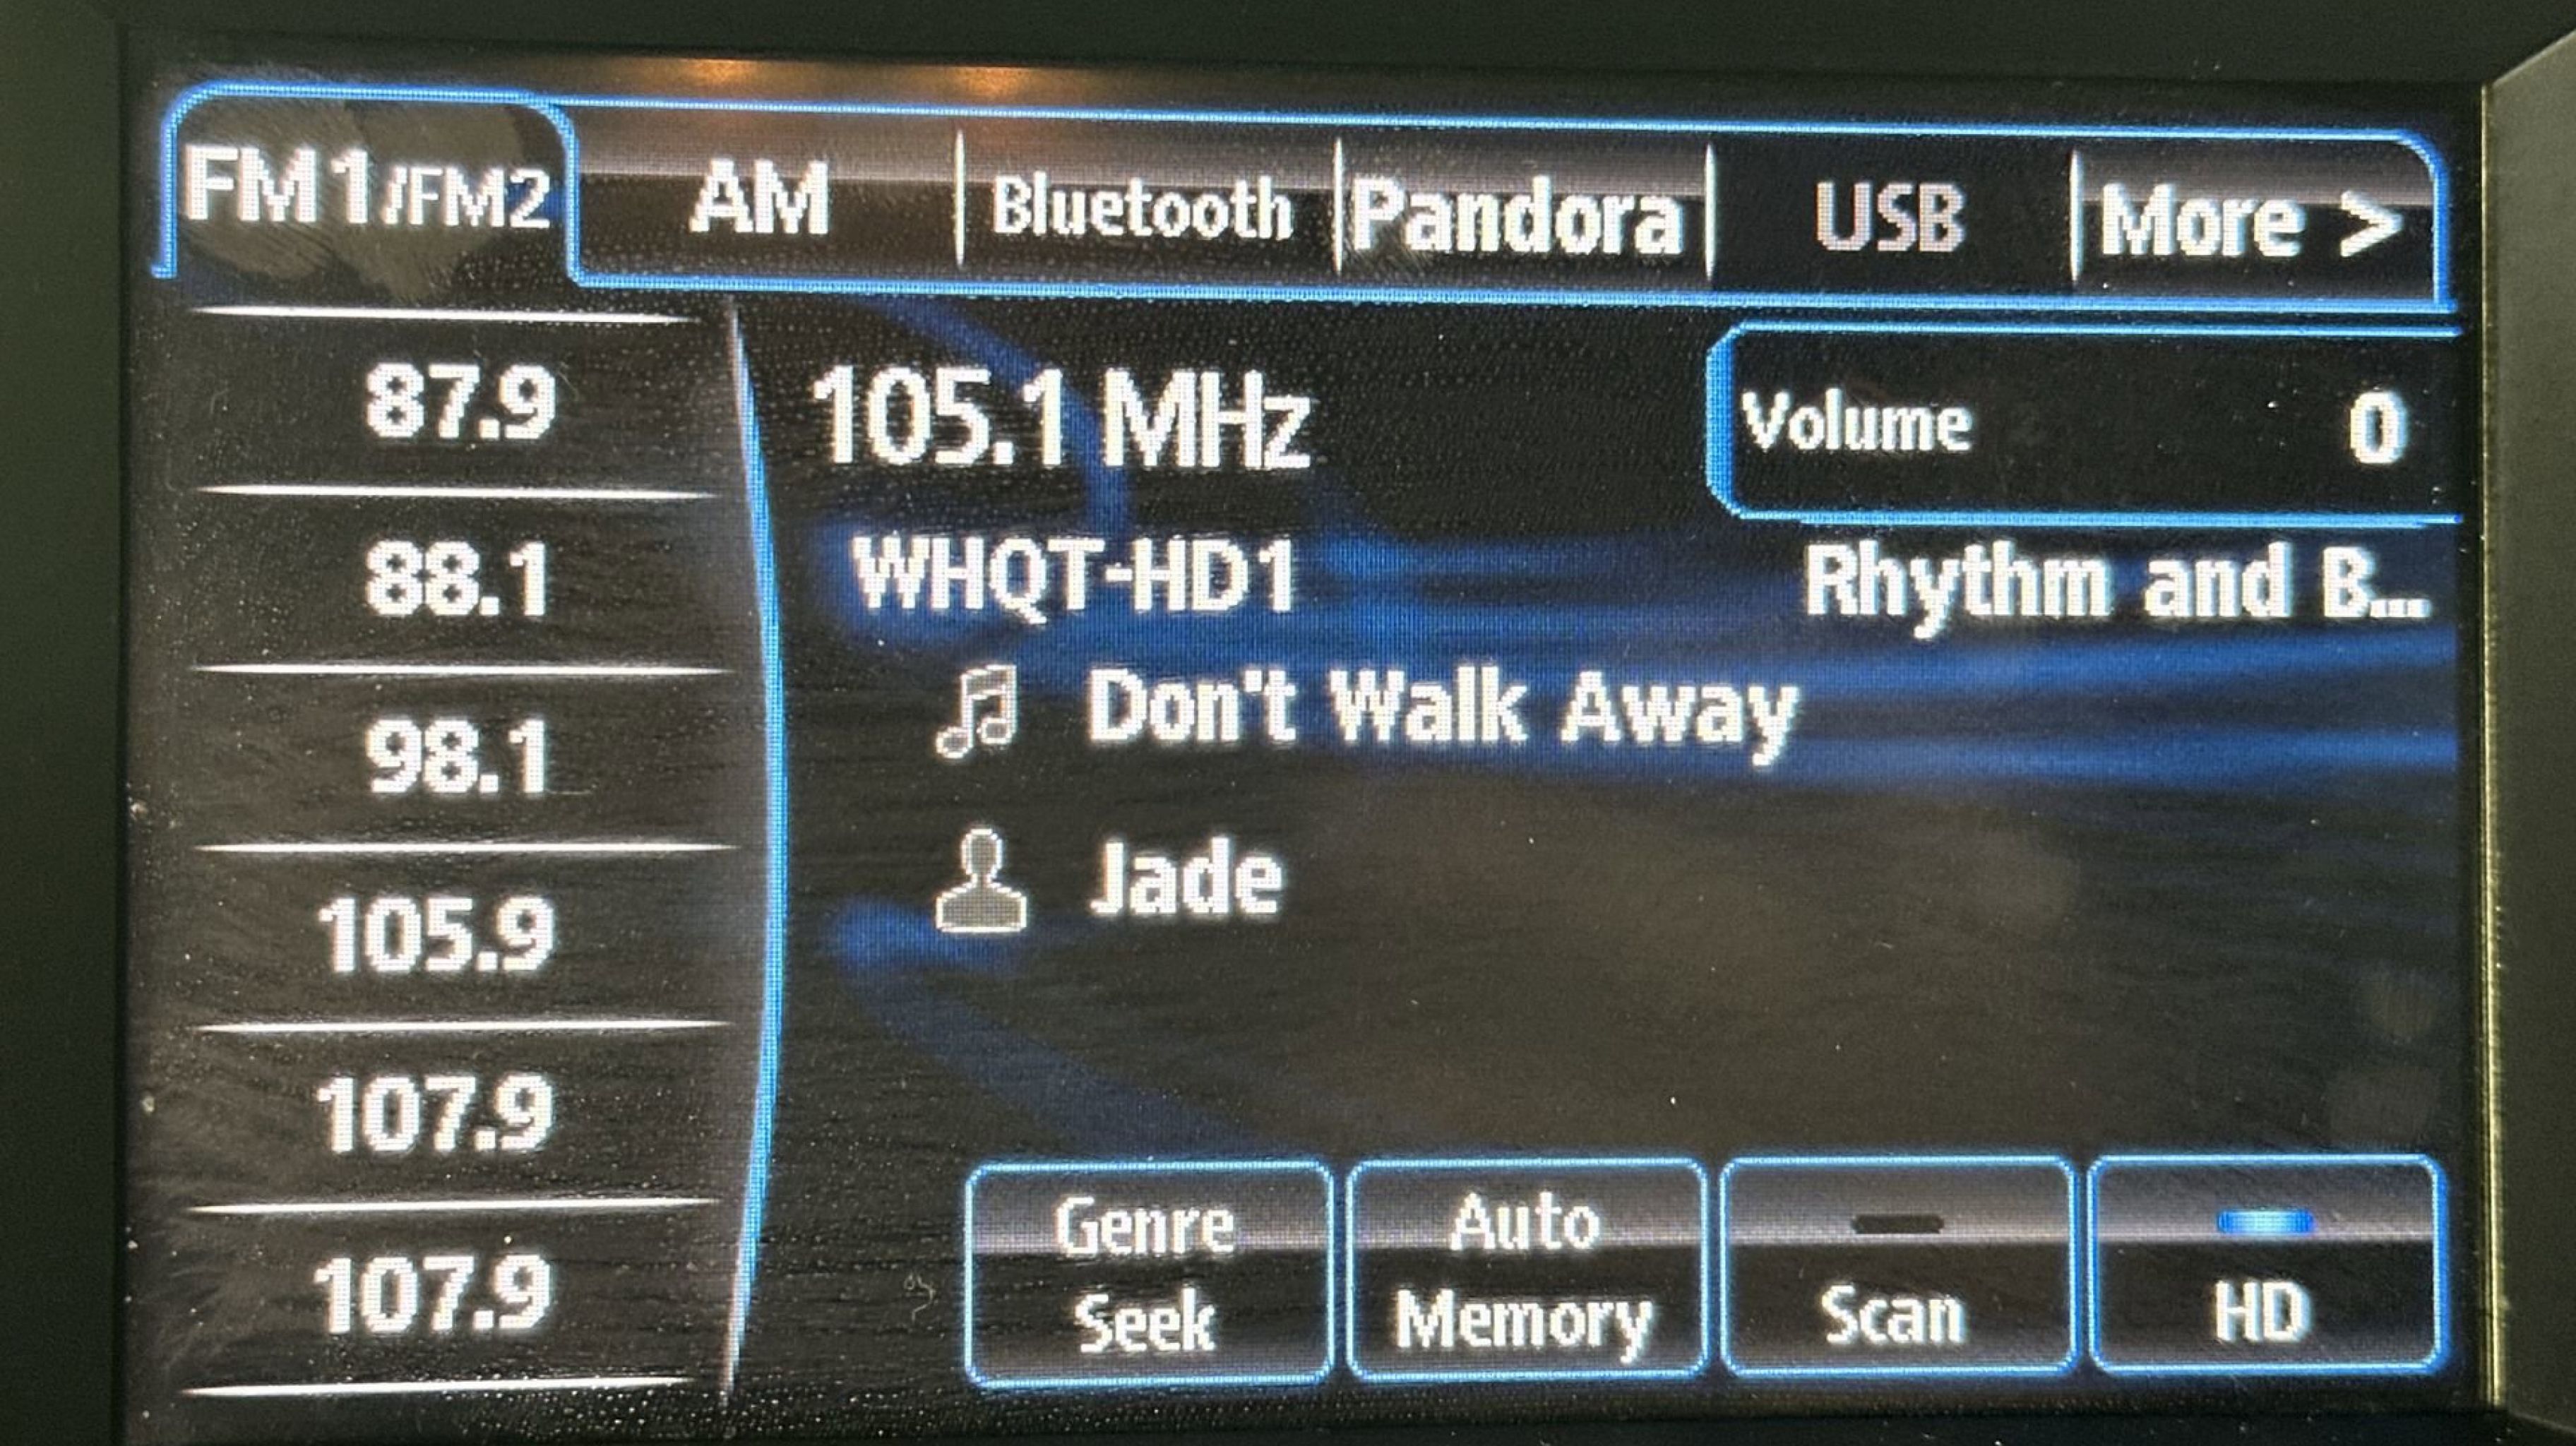 FM1/FM2 AM Bluetooth Pandora USB More >
87.9
88.1
98.1
105.9
107.9
107.9
105.1 MHz
Volume 0
WHQT-HD1 Rhythm and B...
Don't Walk Away
Jade
Genre
Seek
Auto
Memory
Scan
HD